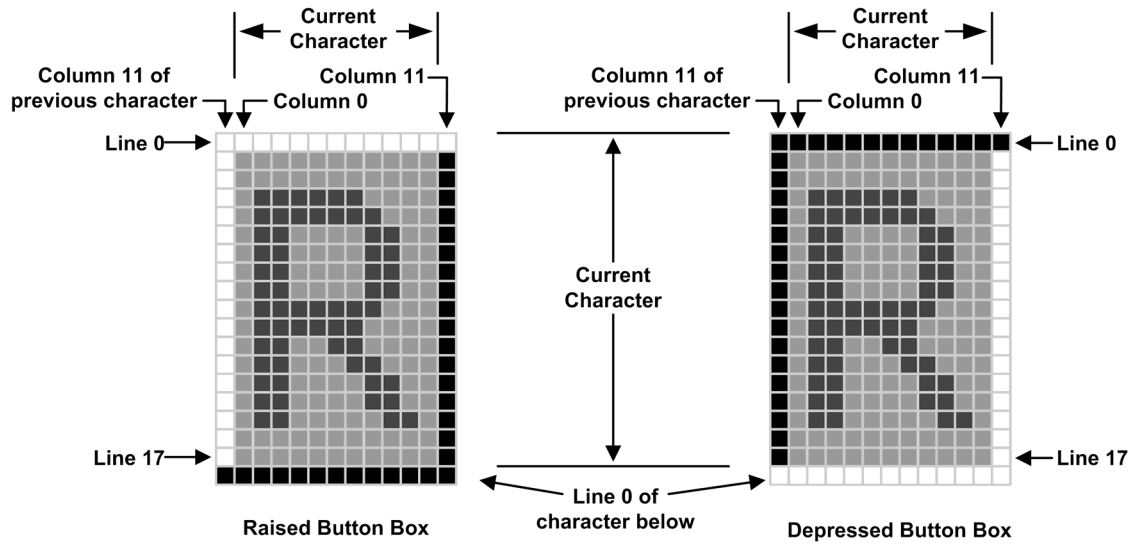 Current
Character
Column 11 of
previous character
Column 11
Column 0
Line 0
Line 17
Raised Button Box
Current
Character
Line 0 of
character below
Current
Character
Column 11 of
previous character
Column 11
Column 0
Line 0
Line 17
Depressed Button Box